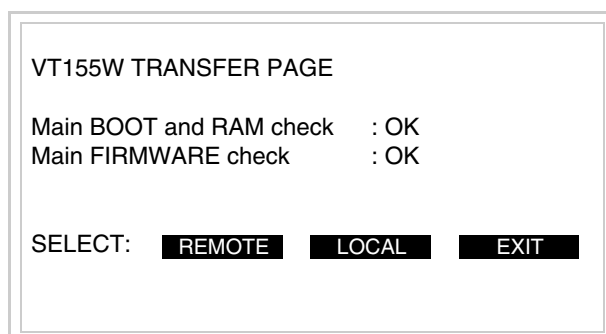 VT155W TRANSFER PAGE
Main BOOT and RAM check : OK
Main FIRMWARE check : OK
SELECT: REMOTE LOCAL EXIT